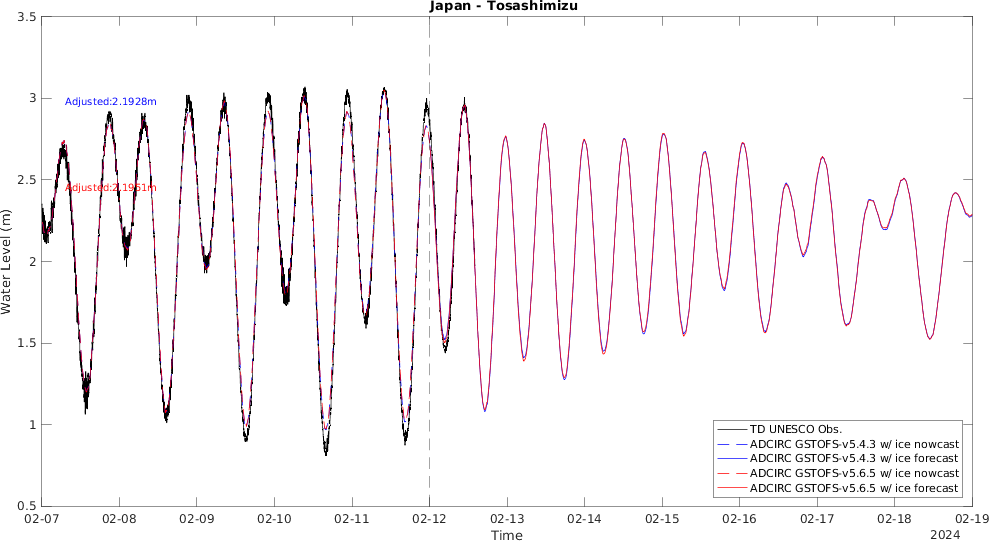 Japan - Tosashimizu
3.5
3
2.5
2
1.5
1
0.5
Water Level (m)
Adjusted:2.1928m
Adjusted:2.1961m
TD UNESCO Obs.
ADCIRC GSTOFS-v5.4.3 w/ ice nowcast
ADCIRC GSTOFS-v5.4.3 w/ ice forecast
ADCIRC GSTOFS-v5.6.5 w/ ice nowcast
ADCIRC GSTOFS-v5.6.5 w/ ice forecast
02-07 02-08 02-09 02-10 02-11 02-12 02-13 02-14 02-15 02-16 02-17 02-18 02-19
Time
2024